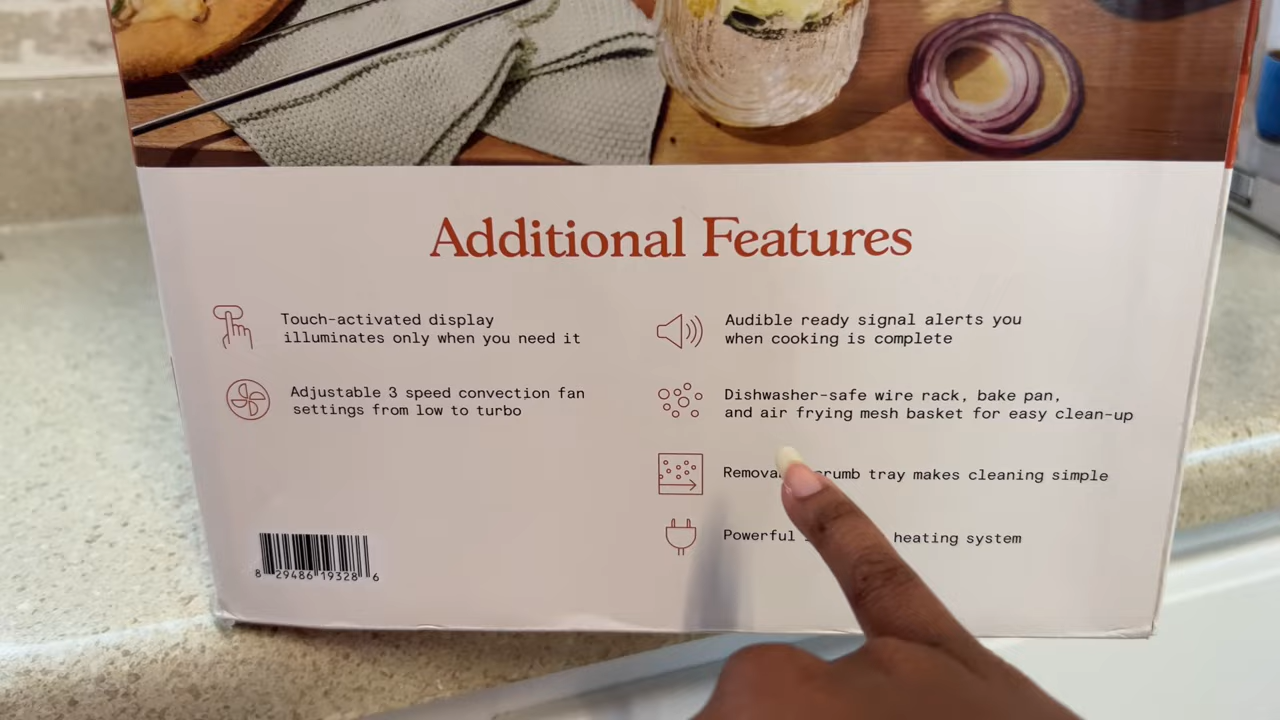 Additional Features
Touch-activated display
illuminates only when you need it
Adjustable 3 speed convection fan
settings from low to turbo
Audible ready signal alerts you
when cooking is complete
Dishwasher-safe wire rack, bake pan,
and air frying mesh basket for easy clean-up
tray makes cleaning simple
Powerful heating system
8 29486 19328 6